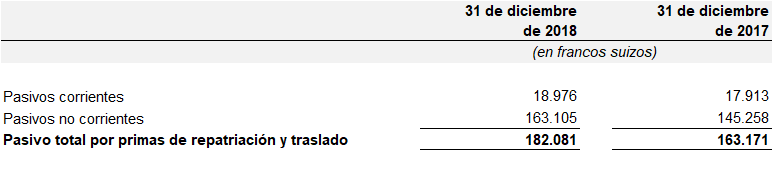 31 de diciembre 31 de diciembre
de 2018 de 2017
(en francos suizos)
Pasivos corrientes 18.976 17.913
Pasivos no corrientes 163.105 145.258
Pasivo total por primas de repatriación y traslado 182.081 163.171